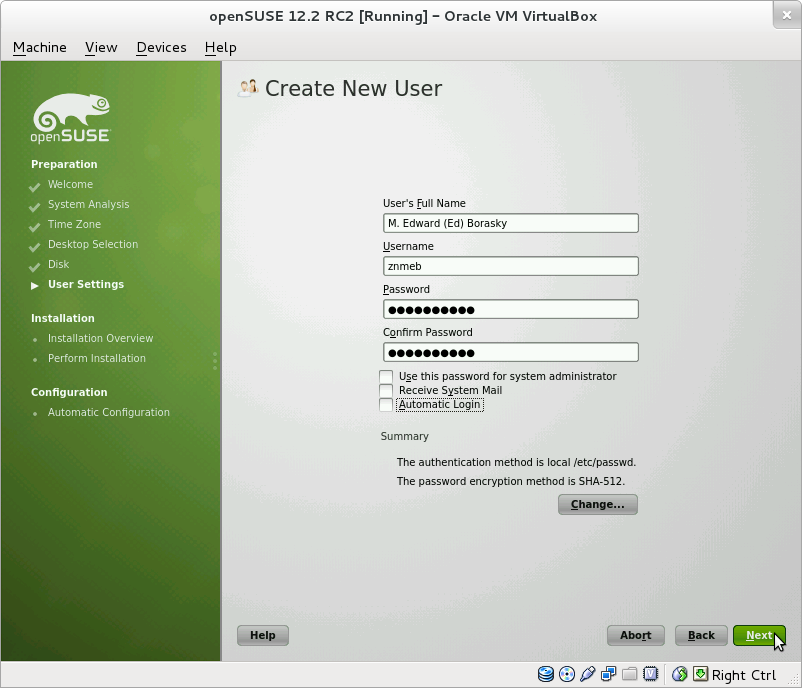 openSUSE 12.2 RC2 [Running] – Oracle VM VirtualBox
Machine View Devices Help
openSUSE
Preparation
Welcome
System Analysis
Time Zone
Desktop Selection
Disk
User Settings
Installation
Installation Overview
Perform Installation
Configuration
Automatic Configuration
Create New User
User's Full Name
M. Edward (Ed) Borasky
Username
znmeb
Password
●●●●●●●●●●
Confirm Password
●●●●●●●●●●
Use this password for system administrator
Receive System Mail
Automatic Login
Summary
The authentication method is local /etc/passwd.
The password encryption method is SHA-512.
Change...
Help Abort Back Next
Right Ctrl